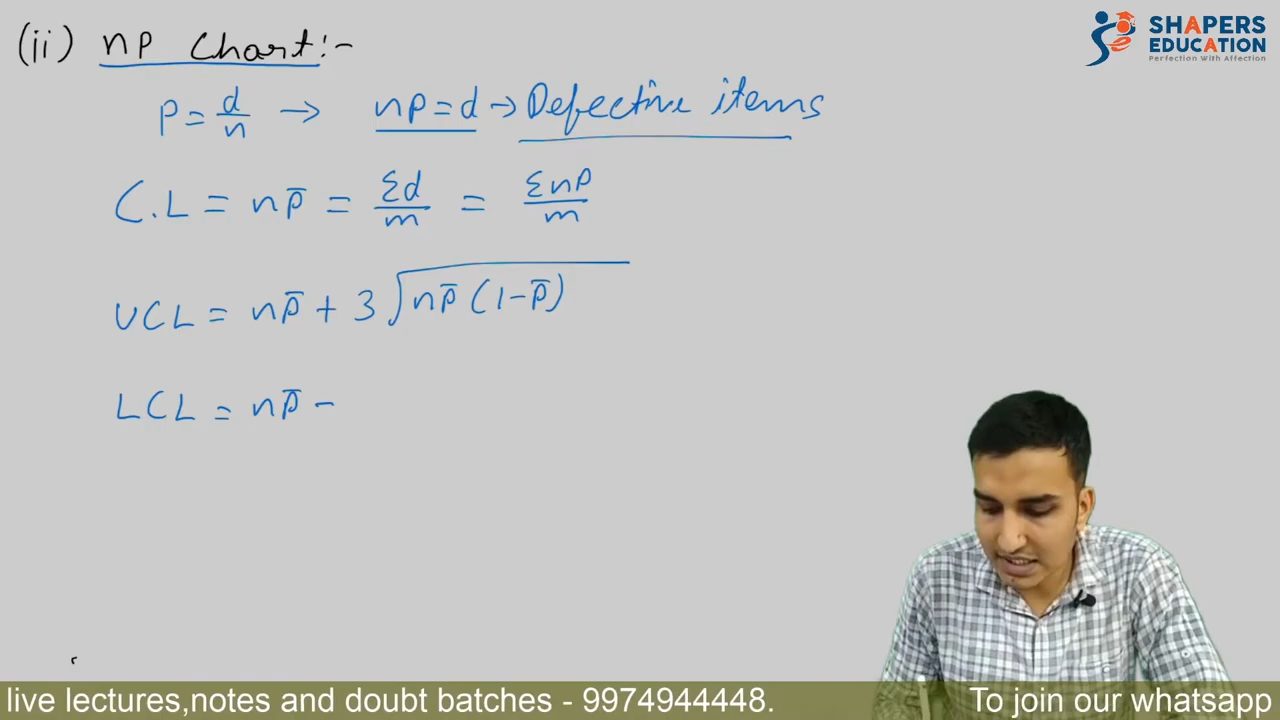 (ii) np Chart:-
SHAPERS
EDUCATION
Perfection With Affection
P = d/n → np = d → Defective items
C.L = np̄ = Σd/m = Σnp/m
UCL = np̄ + 3√np̄(1-p̄)
LCL = np̄ -
live lectures,notes and doubt batches - 9974944448. To join our whatsapp